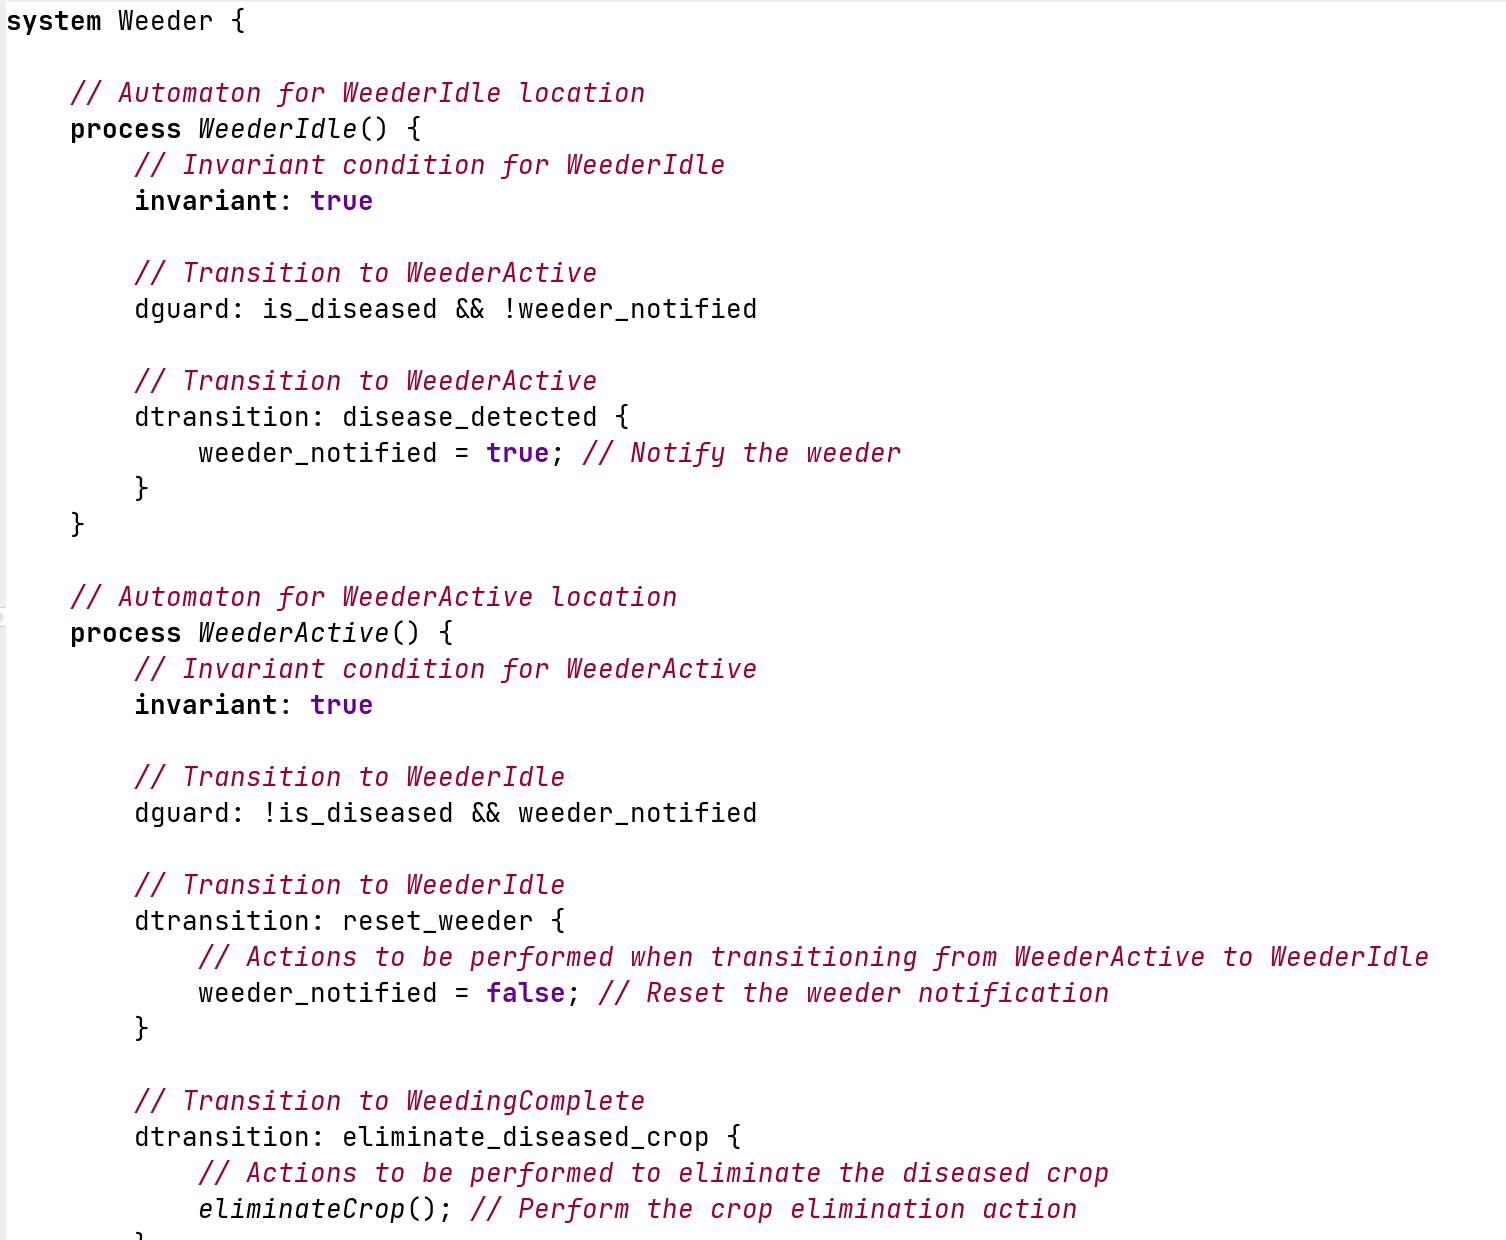 system Weeder {
// Automaton for WeederIdle location
process WeederIdle() {
// Invariant condition for WeederIdle
invariant: true
// Transition to WeederActive
dguard: is_diseased && !weeder_notified
// Transition to WeederActive
dtransition: disease_detected {
weeder_notified = true; // Notify the weeder
}
}
// Automaton for WeederActive location
process WeederActive() {
// Invariant condition for WeederActive
invariant: true
// Transition to WeederIdle
dguard: !is_diseased && weeder_notified
// Transition to WeederIdle
dtransition: reset_weeder {
// Actions to be performed when transitioning from WeederActive to WeederIdle
weeder_notified = false; // Reset the weeder notification
}
// Transition to WeedingComplete
dtransition: eliminate_diseased_crop {
// Actions to be performed to eliminate the diseased crop
eliminateCrop(); // Perform the crop elimination action
}